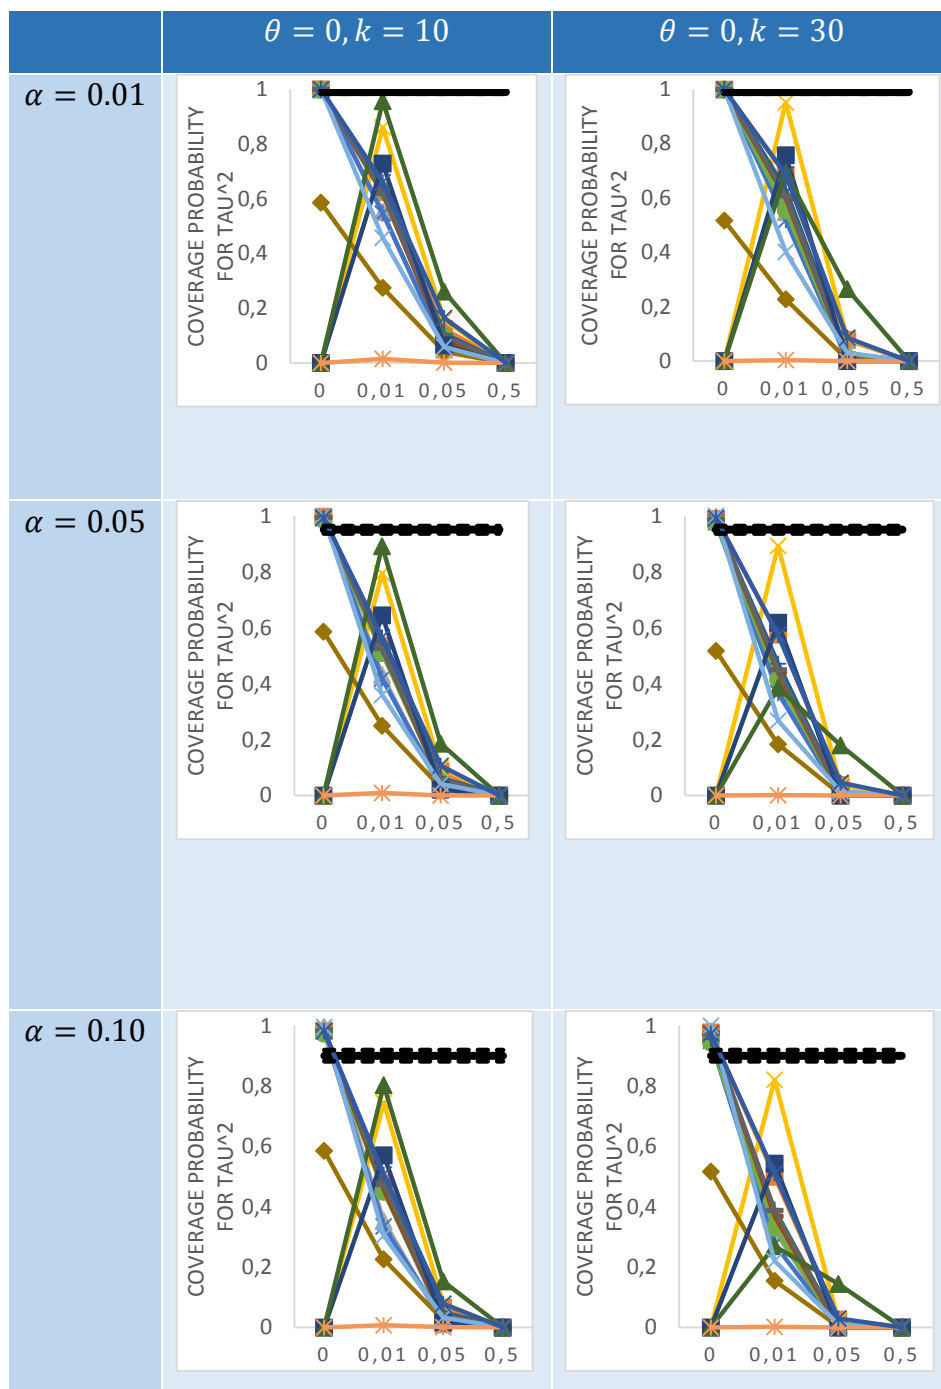 θ = 0, k = 10
θ = 0, k = 30
α = 0.01
COVERAGE PROBABILITY
FOR TAU^2
1
0,8
0,6
0,4
0,2
0
0 0,01 0,05 0,5
COVERAGE PROBABILITY
FOR TAU^2
1
0,8
0,6
0,4
0,2
0
0 0,01 0,05 0,5
α = 0.05
COVERAGE PROBABILITY
FOR TAU^2
1
0,8
0,6
0,4
0,2
0
0 0,01 0,05 0,5
COVERAGE PROBABILITY
FOR TAU^2
1
0,8
0,6
0,4
0,2
0
0 0,01 0,05 0,5
α = 0.10
COVERAGE PROBABILITY
FOR TAU^2
1
0,8
0,6
0,4
0,2
0
0 0,01 0,05 0,5
COVERAGE PROBABILITY
FOR TAU^2
1
0,8
0,6
0,4
0,2
0
0 0,01 0,05 0,5